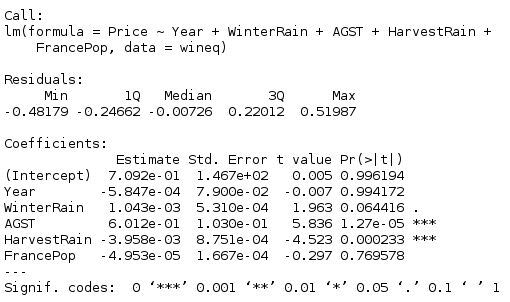 Call:
lm(formula = Price ~ Year + WinterRain + AGST + HarvestRain +
    FrancePop, data = wineq)
Residuals:
     Min       1Q   Median       3Q      Max
-0.48179 -0.24662 -0.00726  0.22012  0.51987
Coefficients:
              Estimate Std. Error t value Pr(>|t|)
(Intercept)  7.092e-01  1.467e+02   0.005 0.996194
Year        -5.847e-04  7.900e-02  -0.007 0.994172
WinterRain   1.043e-03  5.310e-04   1.963 0.064416 .
AGST         6.012e-01  1.030e-01   5.836 1.27e-05 ***
HarvestRain -3.958e-03  8.751e-04  -4.523 0.000233 ***
FrancePop   -4.953e-05  1.667e-04  -0.297 0.769578
---
Signif. codes:  0 ‘***’ 0.001 ‘**’ 0.01 ‘*’ 0.05 ‘.’ 0.1 ‘ ’ 1